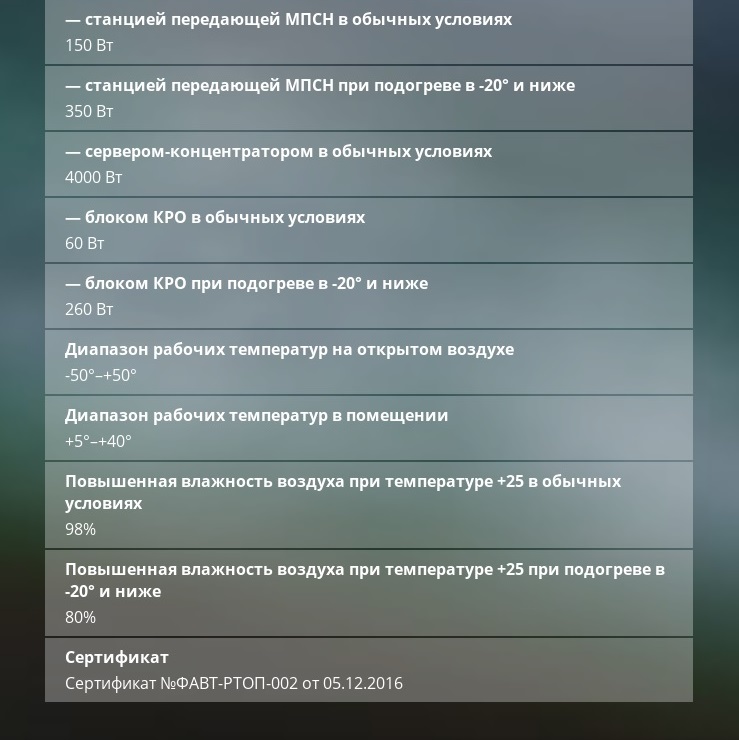 — станцией передающей МПСН в обычных условиях
150 Вт
— станцией передающей МПСН при подогреве в -20° и ниже
350 Вт
— сервером-концентратором в обычных условиях
4000 Вт
— блоком КРО в обычных условиях
60 Вт
— блоком КРО при подогреве в -20° и ниже
260 Вт
Диапазон рабочих температур на открытом воздухе
-50°–+50°
Диапазон рабочих температур в помещении
+5°–+40°
Повышенная влажность воздуха при температуре +25 в обычных
условиях
98%
Повышенная влажность воздуха при температуре +25 при подогреве в
-20° и ниже
80%
Сертификат
Сертификат №ФАВТ-РТОП-002 от 05.12.2016